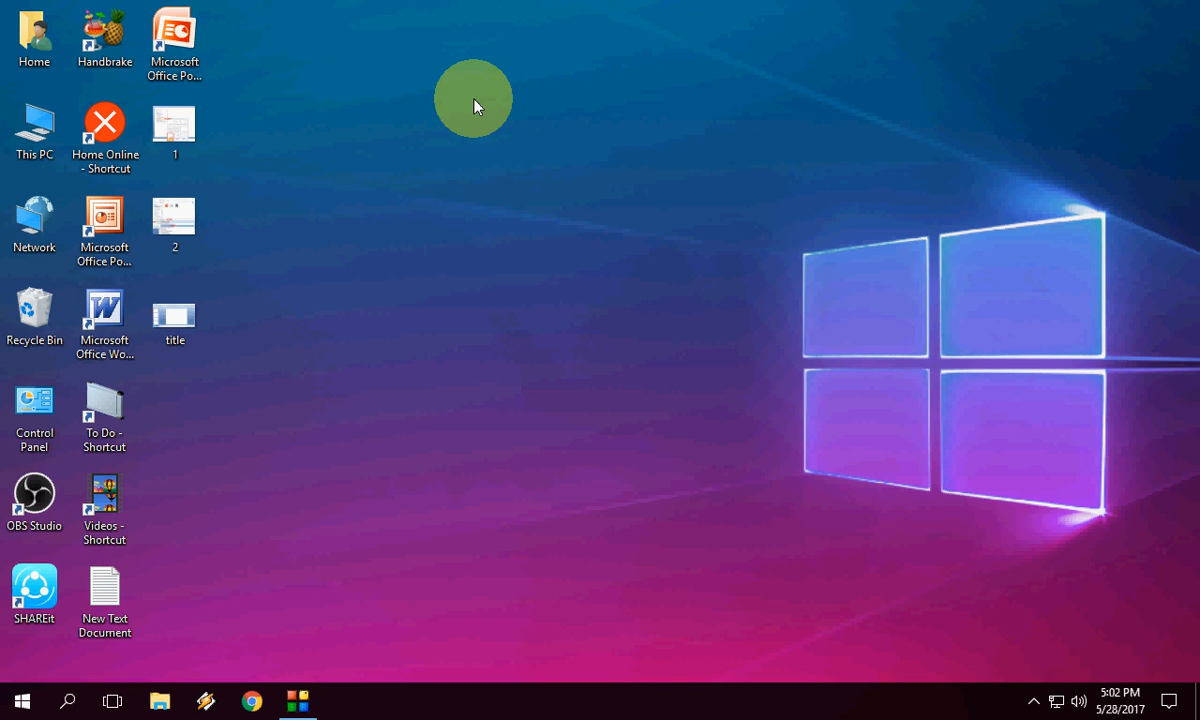 Home
Handbrake
Microsoft
Office Po...
This PC
Home Online
- Shortcut
1
Network
Microsoft
Office Po...
2
Recycle Bin
Microsoft
Office Wo...
title
Control
Panel
To Do -
Shortcut
OBS Studio
Videos -
Shortcut
SHAREit
New Text
Document
5:02 PM
5/28/2017